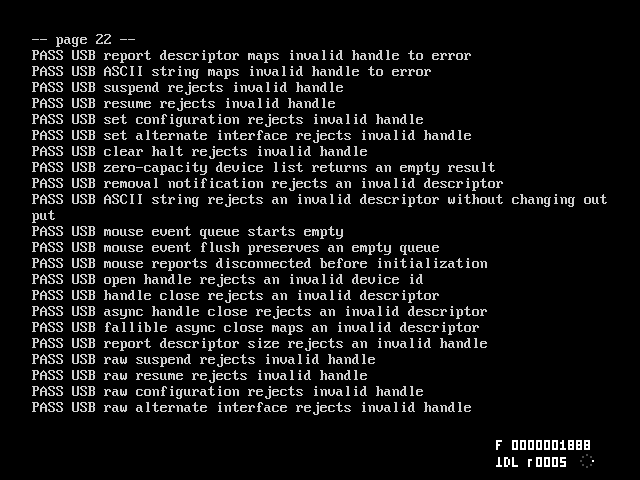 -- page 22 --
PASS USB report descriptor maps invalid handle to error
PASS USB ASCII string maps invalid handle to error
PASS USB suspend rejects invalid handle
PASS USB resume rejects invalid handle
PASS USB set configuration rejects invalid handle
PASS USB set alternate interface rejects invalid handle
PASS USB clear halt rejects invalid handle
PASS USB zero-capacity device list returns an empty result
PASS USB removal notification rejects an invalid descriptor
PASS USB ASCII string rejects an invalid descriptor without changing out
put
PASS USB mouse event queue starts empty
PASS USB mouse event flush preserves an empty queue
PASS USB mouse reports disconnected before initialization
PASS USB open handle rejects an invalid device id
PASS USB handle close rejects an invalid descriptor
PASS USB async handle close rejects an invalid descriptor
PASS USB fallible async close maps an invalid descriptor
PASS USB report descriptor size rejects an invalid handle
PASS USB raw suspend rejects invalid handle
PASS USB raw resume rejects invalid handle
PASS USB raw configuration rejects invalid handle
PASS USB raw alternate interface rejects invalid handle
F 0000001888
IDL r0005